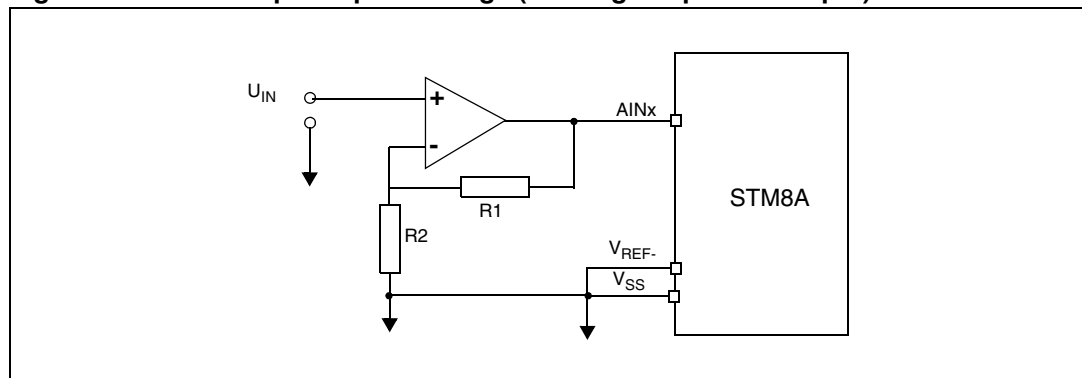 U_IN
+
-
AINx
R1
R2
STM8A
V_REF-
V_SS